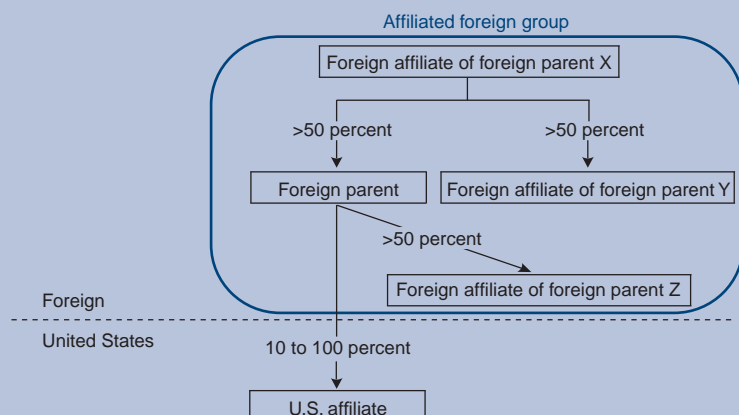 Affiliated foreign group
Foreign affiliate of foreign parent X
>50 percent
>50 percent
Foreign parent
Foreign affiliate of foreign parent Y
>50 percent
Foreign affiliate of foreign parent Z
Foreign
United States
10 to 100 percent
U.S. affiliate